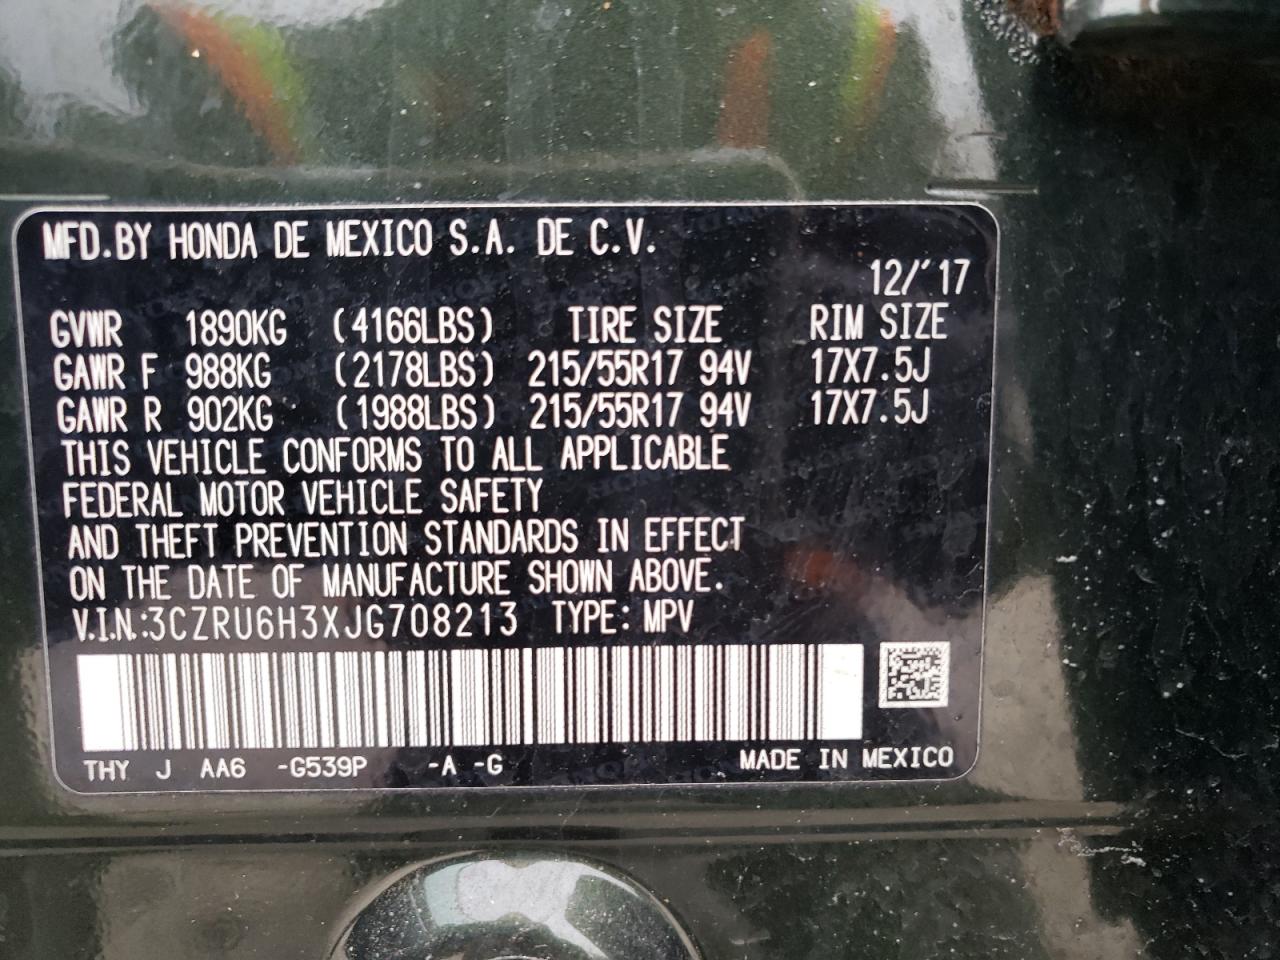 MFD.BY HONDA DE MEXICO S.A. DE C.V.
12/'17
GVWR 1890KG (4166LBS) TIRE SIZE RIM SIZE
GAWR F 988KG (2178LBS) 215/55R17 94V 17X7.5J
GAWR R 902KG (1988LBS) 215/55R17 94V 17X7.5J
THIS VEHICLE CONFORMS TO ALL APPLICABLE
FEDERAL MOTOR VEHICLE SAFETY
AND THEFT PREVENTION STANDARDS IN EFFECT
ON THE DATE OF MANUFACTURE SHOWN ABOVE.
V.I.N.:3CZRU6H3XJG708213 TYPE: MPV
THY J AA6 -G539P -A -G MADE IN MEXICO